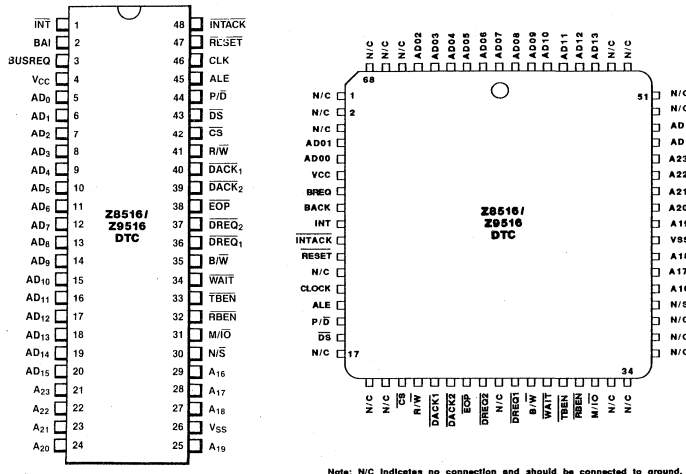 INT 1 48 INTACK
BAI 2 47 RESET
BUSREQ 3 46 CLK
VCC 4 45 ALE
AD0 5 44 P/D
AD1 6 43 DS
AD2 7 42 CS
AD3 8 41 R/W
AD4 9 40 DACK1
AD5 10 39 DACK2
AD6 11 38 EOP
AD7 12 37 DREQ2
AD8 13 36 DREQ1
AD9 14 35 B/W
AD10 15 34 WAIT
AD11 16 33 TBEN
AD12 17 32 RBEN
AD13 18 31 M/IO
AD14 19 30 N/S
AD15 20 29 A16
A23 21 28 A17
A22 22 27 A18
A21 23 26 VSS
A20 24 25 A19
Z8516/
Z9516
DTC
N/C N/C N/C AD02 AD03 AD04 AD05 AD06 AD07 AD08 AD09 AD10 AD11 AD12 AD13 N/C N/C
68
N/C 1 51
N/C 2
N/C AD
AD01 AD
AD00 A23
VCC A22
BREQ A21
BACK A20
INT A19
INTACK VSS
RESET A18
N/C A17
CLOCK A16
ALE N/S
P/D
DS
N/C 17
Z8516/
Z9516
DTC
34
N/C N/C CS R/W DACK1 DACK2 EOP DREQ2 N/C DREQ1 B/W WAIT TBEN RBEN M/IO N/C N/C
Note: N/C indicates no connection and should be connected to ground.